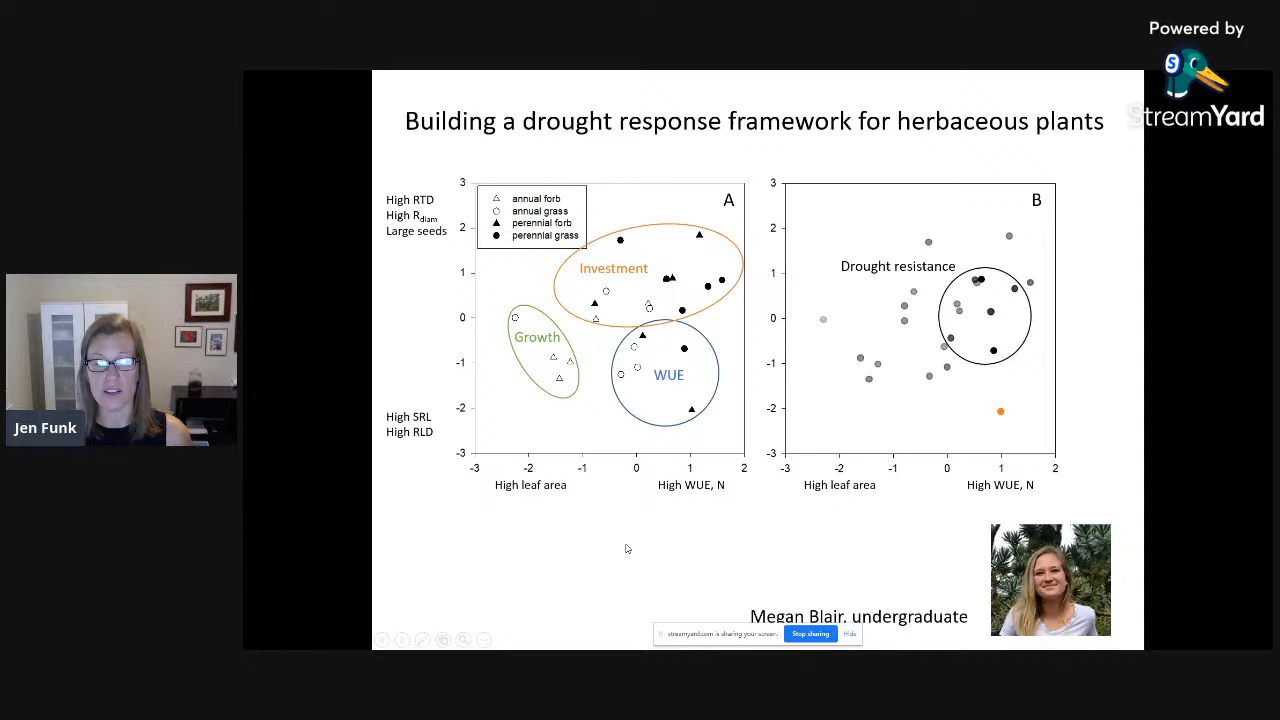 Powered by
StreamYard
Building a drought response framework for herbaceous plants
High RTD
High Rdiam
Large seeds
High SRL
High RLD
3
2
1
0
-1
-2
-3
annual forb
annual grass
perennial forb
perennial grass
A
Investment
Growth
WUE
-3 -2 -1 0 1 2
High leaf area High WUE, N
3
2
1
0
-1
-2
-3
B
Drought resistance
-3 -2 -1 0 1 2
High leaf area High WUE, N
Jen Funk
Megan Blair, undergraduate
streamyard.com is sharing your screen. Stop sharing Hide